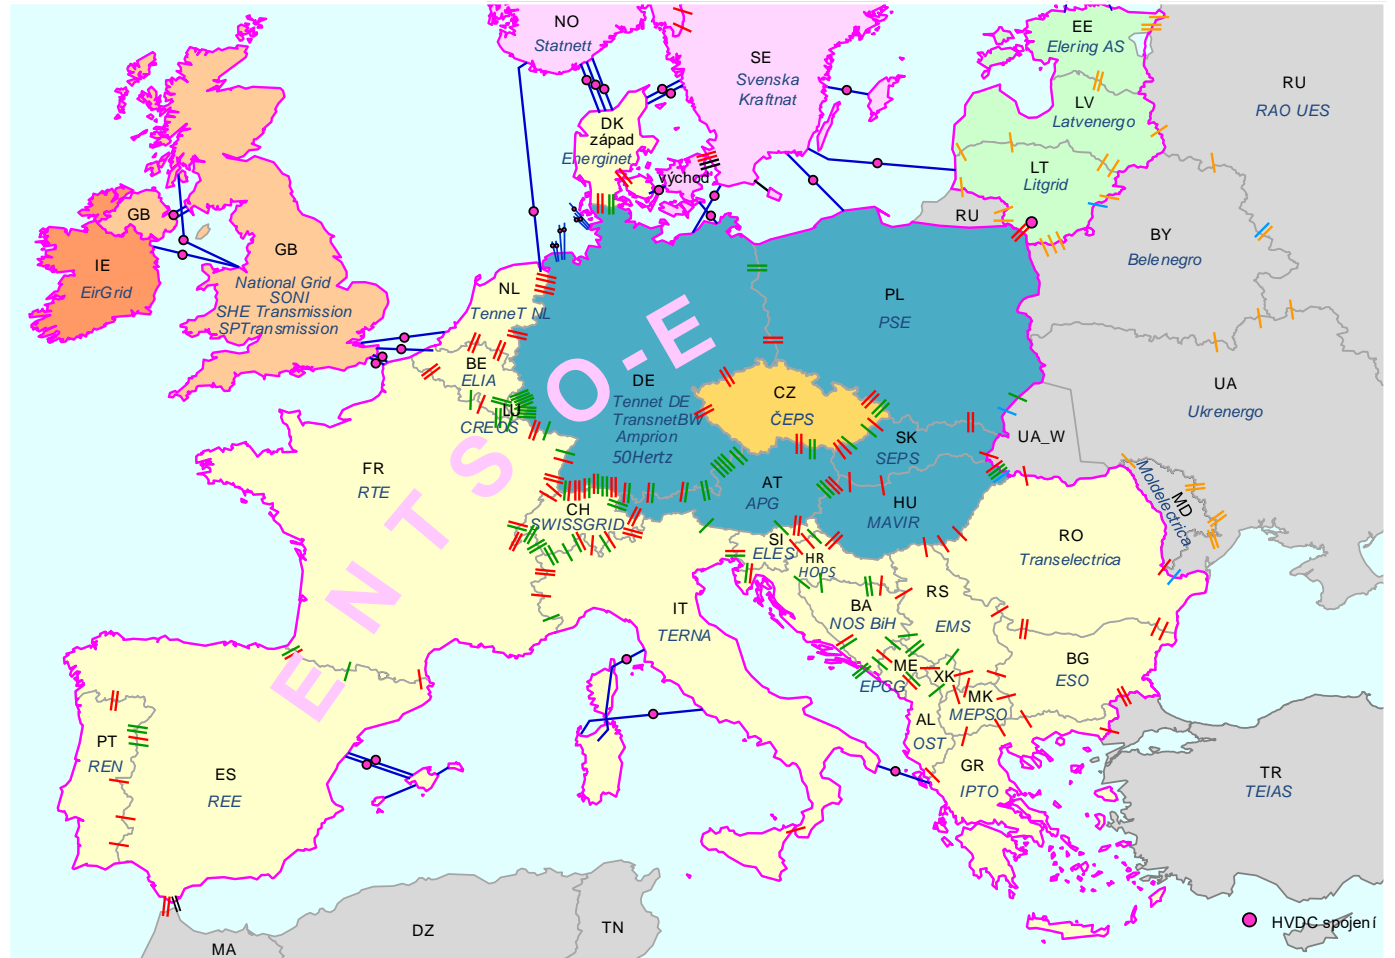 NO
Statnett
SE
Svenska
Kraftnat
EE
Elering AS
RU
RAO UES
LV
Latvenergo
DK
západ
Energinet
východ
LT
Litgrid
RU
BY
Belenegro
GB
GB
National Grid
SONI
SHE Transmission
SPTransmission
IE
EirGrid
NL
TenneT NL
PL
PSE
BE
ELIA
LU
CREOS
DE
Tennet DE
TransnetBW
Amprion
50Hertz
CZ
ČEPS
UA
Ukrenergo
UA_W
SK
SEPS
FR
RTE
AT
APG
HU
MAVIR
MD
Moldelectrica
CH
SWISSGRID
SI
ELES
HR
HOPS
RO
Transelectrica
IT
TERNA
BA
NOS BiH
RS
EMS
ME
EPCG
XK
BG
ESO
MK
MEPSO
AL
OST
GR
IPTO
PT
REN
ES
REE
TR
TEIAS
MA
DZ
TN
ENTSO-E
HVDC spojení